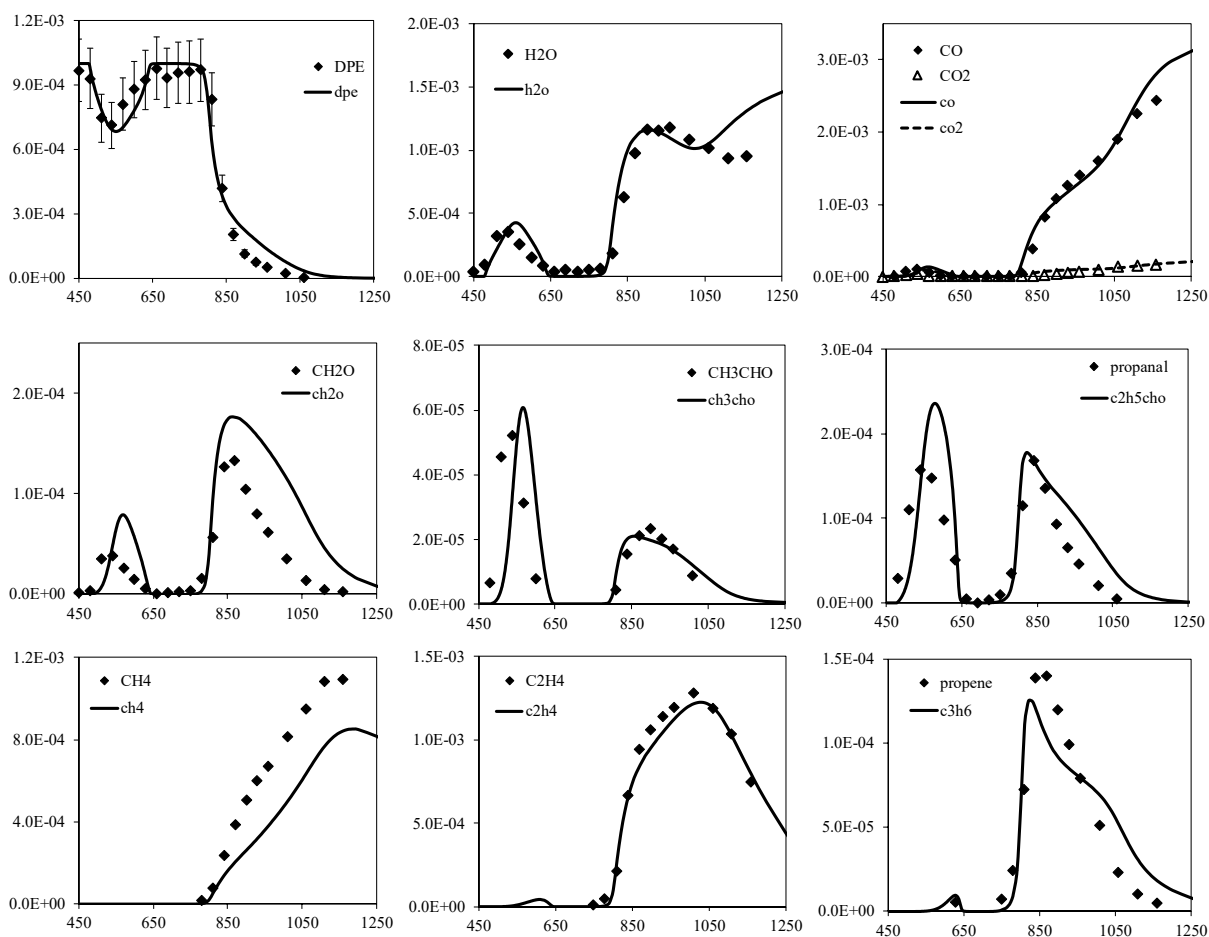 1.2E-03
9.0E-04
6.0E-04
3.0E-04
0.0E+00
450 650 850 1050 1250
DPE
dpe
2.0E-03
1.5E-03
1.0E-03
5.0E-04
0.0E+00
450 650 850 1050 1250
H2O
h2o
3.0E-03
2.0E-03
1.0E-03
0.0E+00
450 650 850 1050 1250
CO
CO2
co
co2
2.0E-04
1.0E-04
0.0E+00
450 650 850 1050 1250
CH2O
ch2o
8.0E-05
6.0E-05
4.0E-05
2.0E-05
0.0E+00
450 650 850 1050 1250
CH3CHO
ch3cho
3.0E-04
2.0E-04
1.0E-04
0.0E+00
450 650 850 1050 1250
propanal
c2h5cho
1.2E-03
8.0E-04
4.0E-04
0.0E+00
450 650 850 1050 1250
CH4
ch4
1.5E-03
1.0E-03
5.0E-04
0.0E+00
450 650 850 1050 1250
C2H4
c2h4
1.5E-04
1.0E-04
5.0E-05
0.0E+00
450 650 850 1050 1250
propene
c3h6